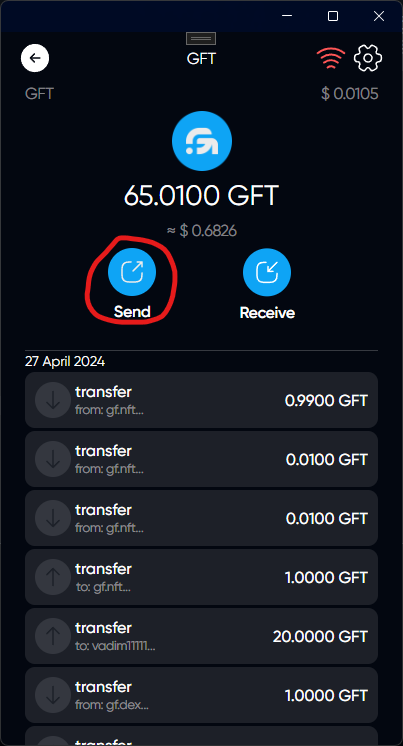 GFT
GFT $ 0.0105
65.0100 GFT
≈ $ 0.6826
Send Receive
27 April 2024
transfer
from: gf.nft... 0.9900 GFT
transfer
from: gf.nft... 0.0100 GFT
transfer
from: gf.nft... 0.0100 GFT
transfer
to: gf.nft... 1.0000 GFT
transfer
to: vadim11111... 20.0000 GFT
transfer
from: gf.dex... 1.0000 GFT
transfer